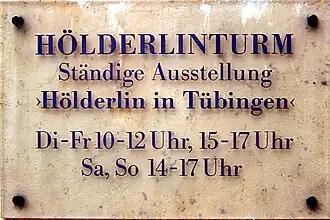 HÖLDERLINTURM
Ständige Ausstellung
›Hölderlin in Tübingen‹
Di-Fr 10-12 Uhr, 15-17 Uhr
Sa, So 14-17 Uhr